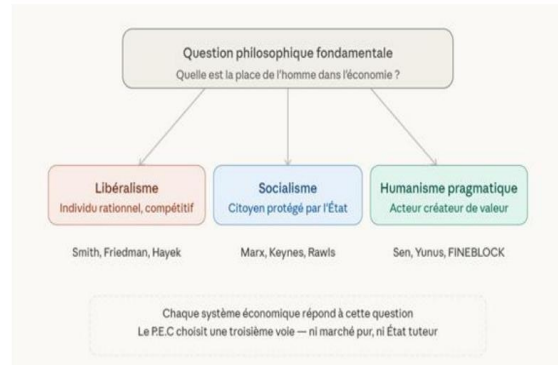 Question philosophique fondamentale
Quelle est la place de l'homme dans l'économie ?
Libéralisme
Individu rationnel, compétitif
Smith, Friedman, Hayek
Socialisme
Citoyen protégé par l'État
Marx, Keynes, Rawls
Humanisme pragmatique
Acteur créateur de valeur
Sen, Yunus, FINEBLOCK
Chaque système économique répond à cette question
Le P.E.C choisit une troisième voie — ni marché pur, ni État tuteur